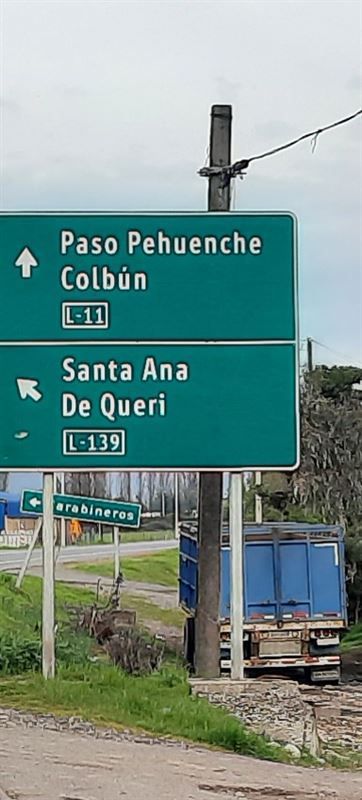 Paso Pehuenche
Colbún
L-11
Santa Ana
De Queri
L-139
arabineros